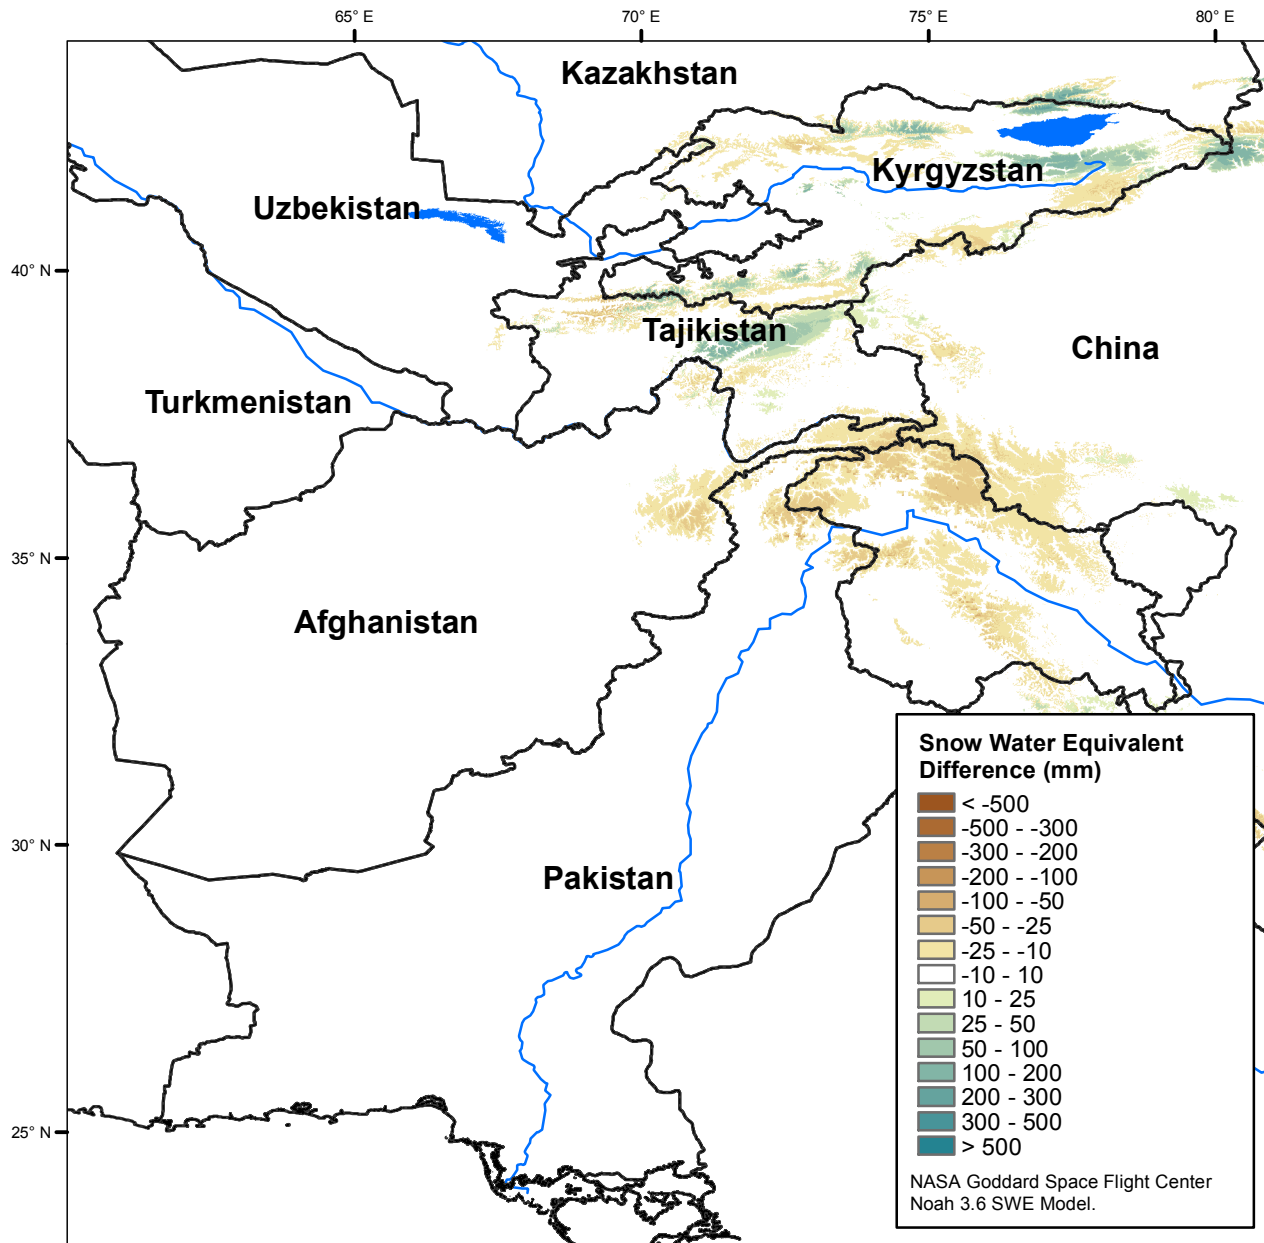 65° E 70° E 75° E 80° E
Kazakhstan
Kyrgyzstan
Uzbekistan
40° N
Tajikistan
China
Turkmenistan
35° N
Afghanistan
Snow Water Equivalent
Difference (mm)
< -500
-500 - -300
-300 - -200
-200 - -100
-100 - -50
-50 - -25
-25 - -10
-10 - 10
10 - 25
25 - 50
50 - 100
100 - 200
200 - 300
300 - 500
> 500
30° N
Pakistan
25° N
NASA Goddard Space Flight Center
Noah 3.6 SWE Model.